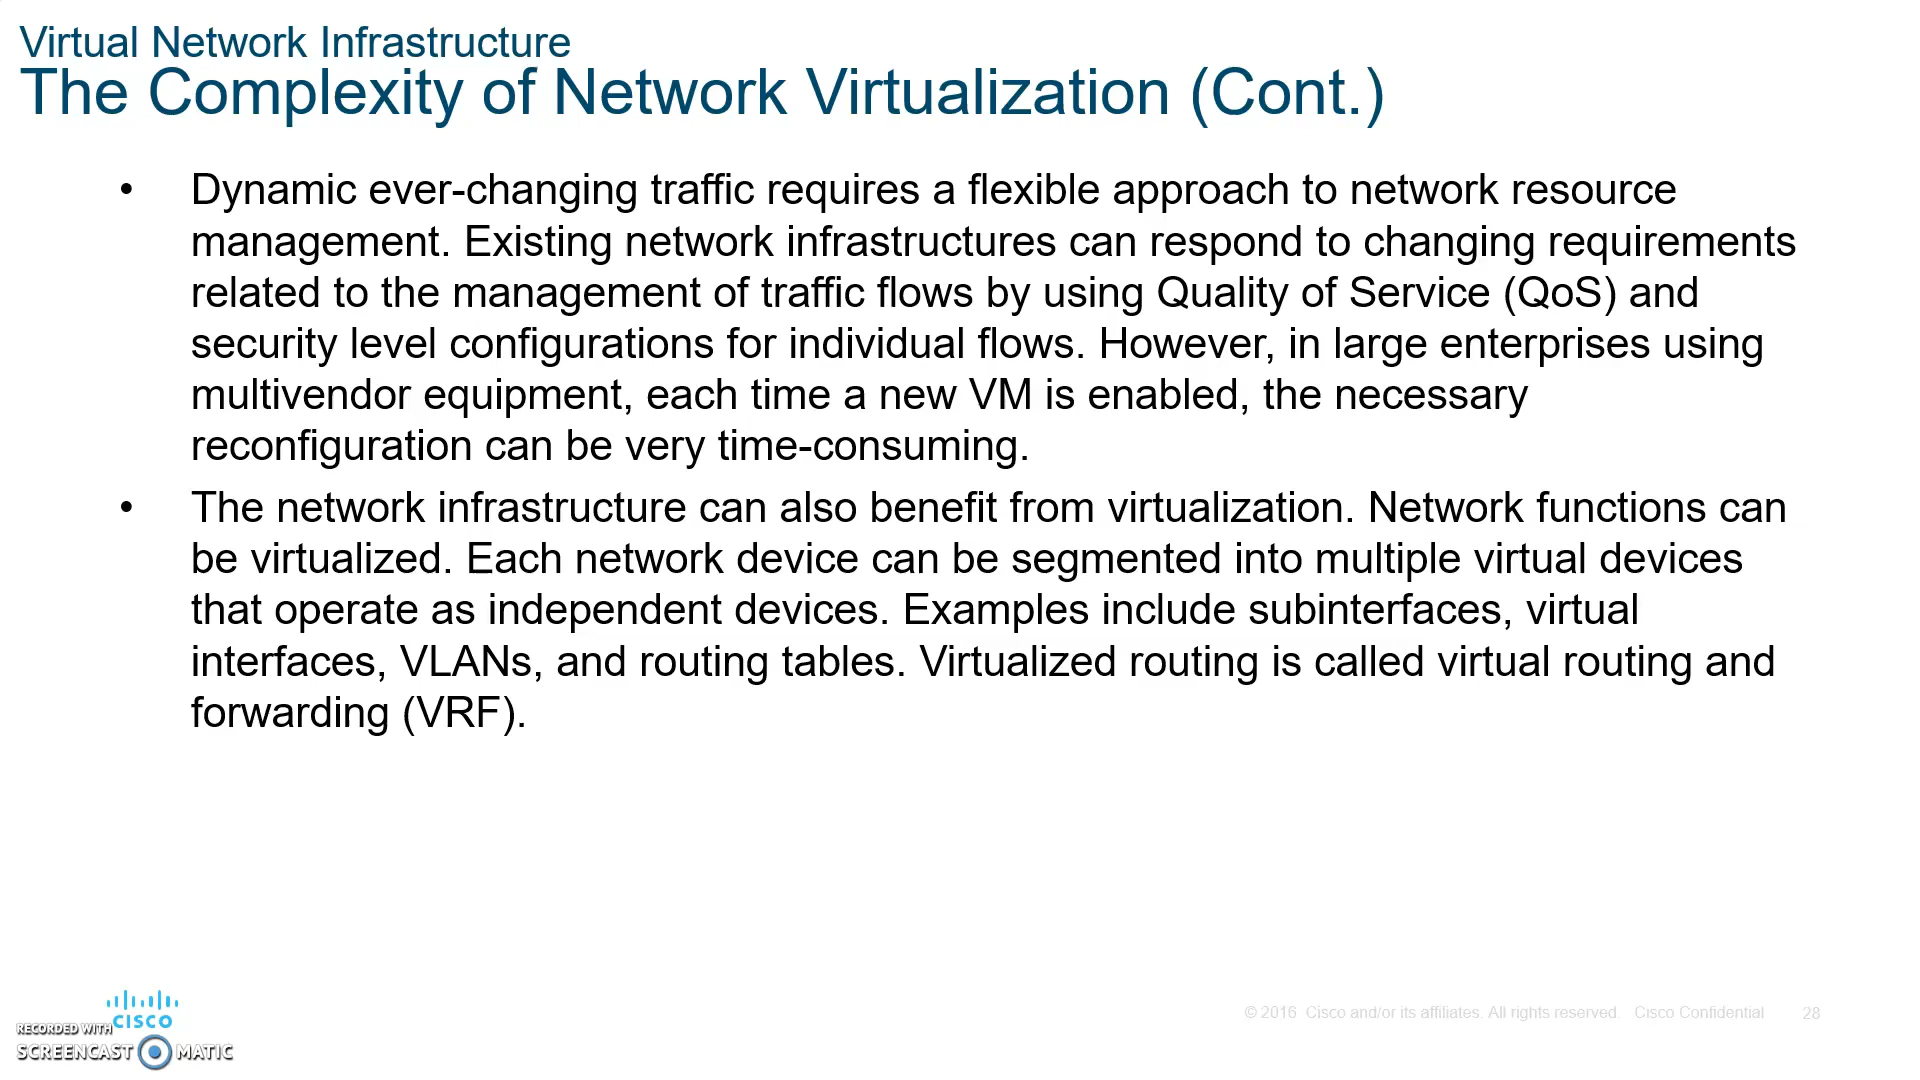 Virtual Network Infrastructure
The Complexity of Network Virtualization (Cont.)
• Dynamic ever-changing traffic requires a flexible approach to network resource
management. Existing network infrastructures can respond to changing requirements
related to the management of traffic flows by using Quality of Service (QoS) and
security level configurations for individual flows. However, in large enterprises using
multivendor equipment, each time a new VM is enabled, the necessary
reconfiguration can be very time-consuming.
• The network infrastructure can also benefit from virtualization. Network functions can
be virtualized. Each network device can be segmented into multiple virtual devices
that operate as independent devices. Examples include subinterfaces, virtual
interfaces, VLANs, and routing tables. Virtualized routing is called virtual routing and
forwarding (VRF).
CISCO
RECORDED WITH
SCREENCAST MATIC
© 2016 Cisco and/or its affiliates. All rights reserved. Cisco Confidential 28